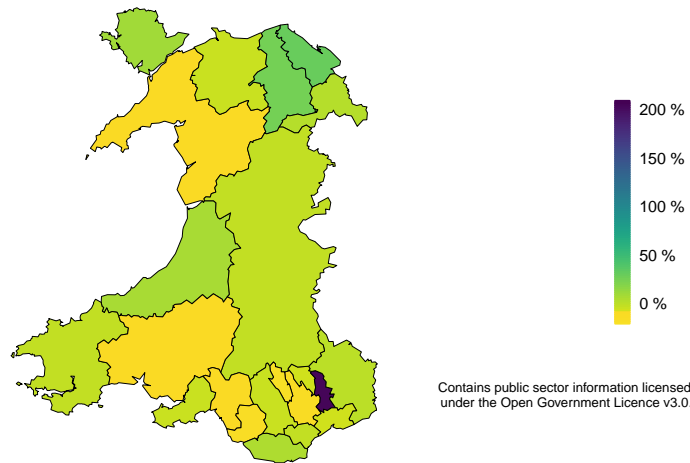 200 %
150 %
100 %
50 %
0 %
Contains public sector information licensed
under the Open Government Licence v3.0.